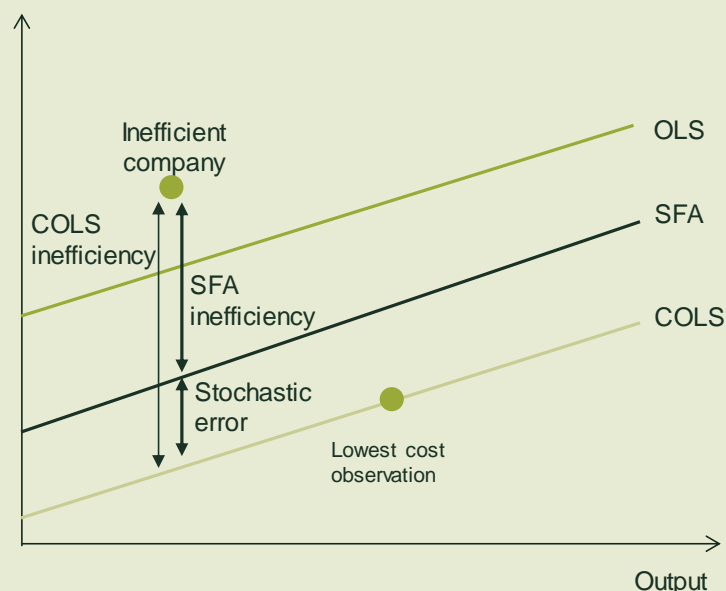 OLS
Inefficient
company
SFA
COLS
inefficiency
SFA
inefficiency
COLS
Stochastic
error
Lowest cost
observation
Output